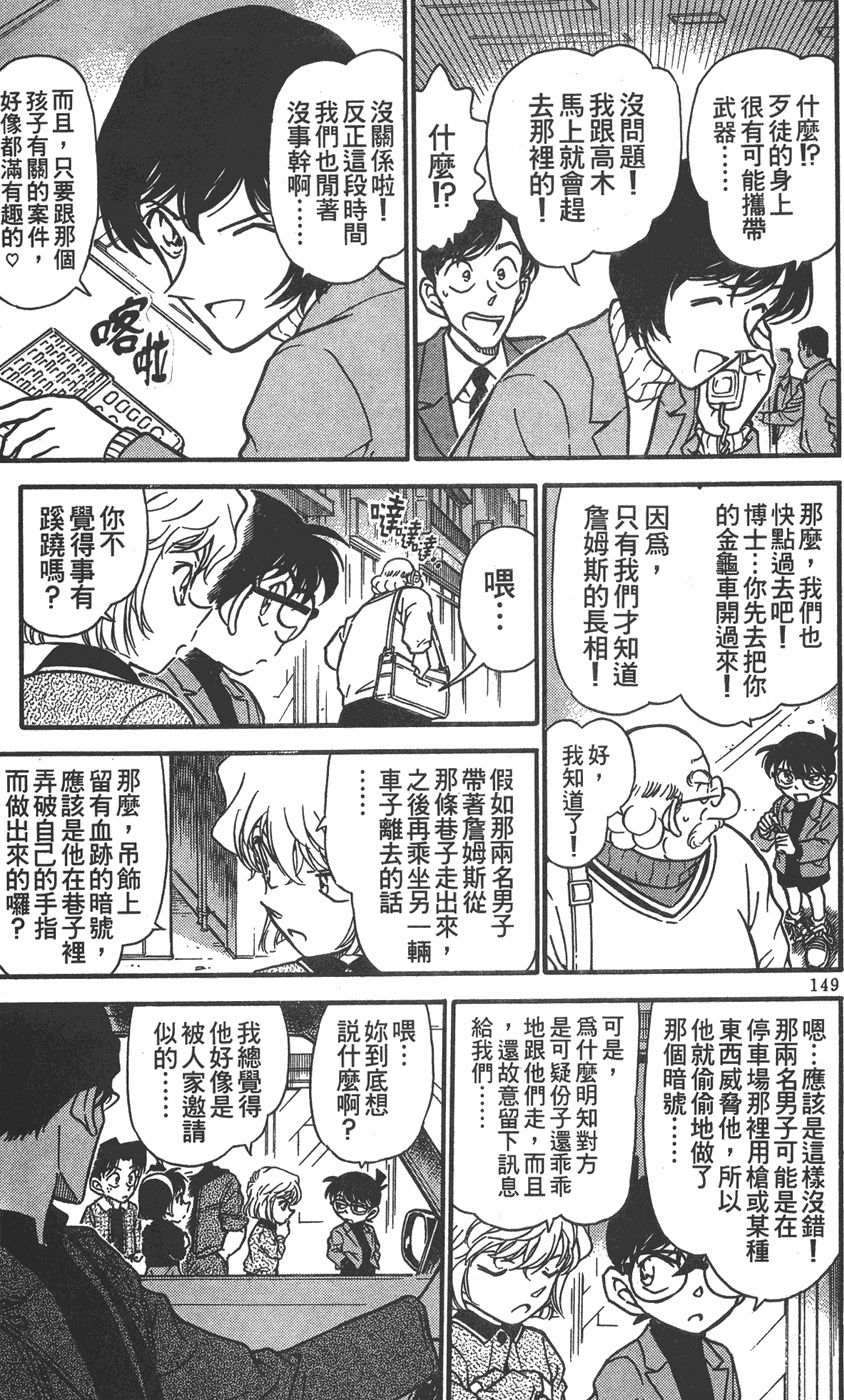 什麼!?
歹徒的身上
很有可能攜帶
武器……
沒問題！
我跟高木
馬上就會趕
去那裡的！
什麼!?
沒關係啦！
反正這段時間
我們也閒著
沒事幹啊……
而且，只要跟那個
孩子有關的案件，
好像都滿有趣的♡
喀啦
那麼，我們也
快點過去吧！
博士…你先去把你
的金龜車開過來！
因爲，
只有我們才知道
詹姆斯的長相！
好，
我知道了！
噠噠噠…
喂…
你不
覺得事有
蹊蹺嗎？
假如那兩名男子
帶著詹姆斯從
那條巷子走出來，
之後再乘坐另一輛
車子離去的話
……
那麼，吊飾上
留有血跡的暗號，
應該是他在巷子裡
弄破自己的手指
而做出來的囉？
149
嗯…應該是這樣沒錯！
那兩名男子可能是在
停車場那裡用槍或某種
東西威脅他，所以
他就偷偷地做了
那個暗號……
可是，
爲什麼明知對方
是可疑份子還乖乖
地跟他們走，而且
，還故意留下訊息
給我們……
喂…
妳到底想
説什麼啊？
我總覺得
他好像是
被人家邀請
似的……